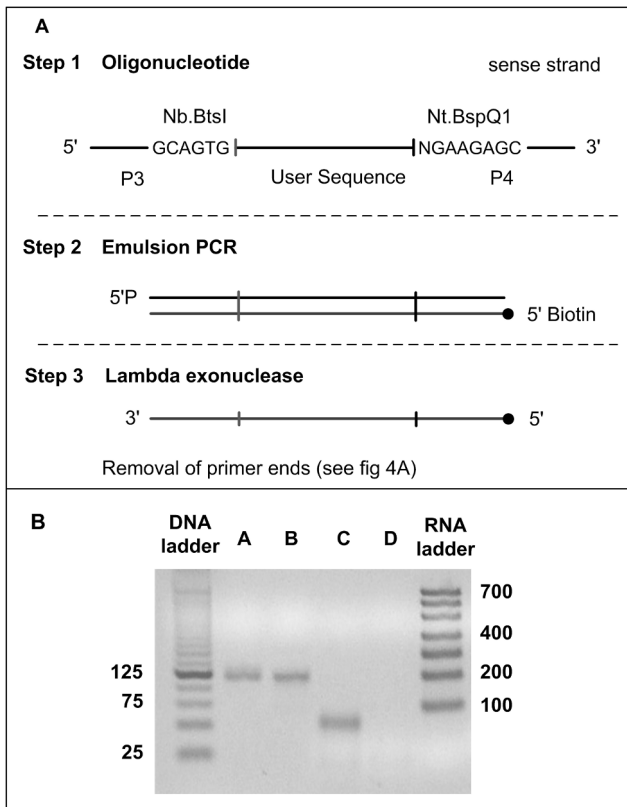 A
Step 1 Oligonucleotide sense strand
Nb.BtsI Nt.BspQ1
5' GCAGTG NGAAGAGC 3'
P3 User Sequence P4
Step 2 Emulsion PCR
5'P
5' Biotin
Step 3 Lambda exonuclease
3' 5'
Removal of primer ends (see fig 4A)
B
DNA ladder A B C D RNA ladder
700
400
125 200
75 100
25